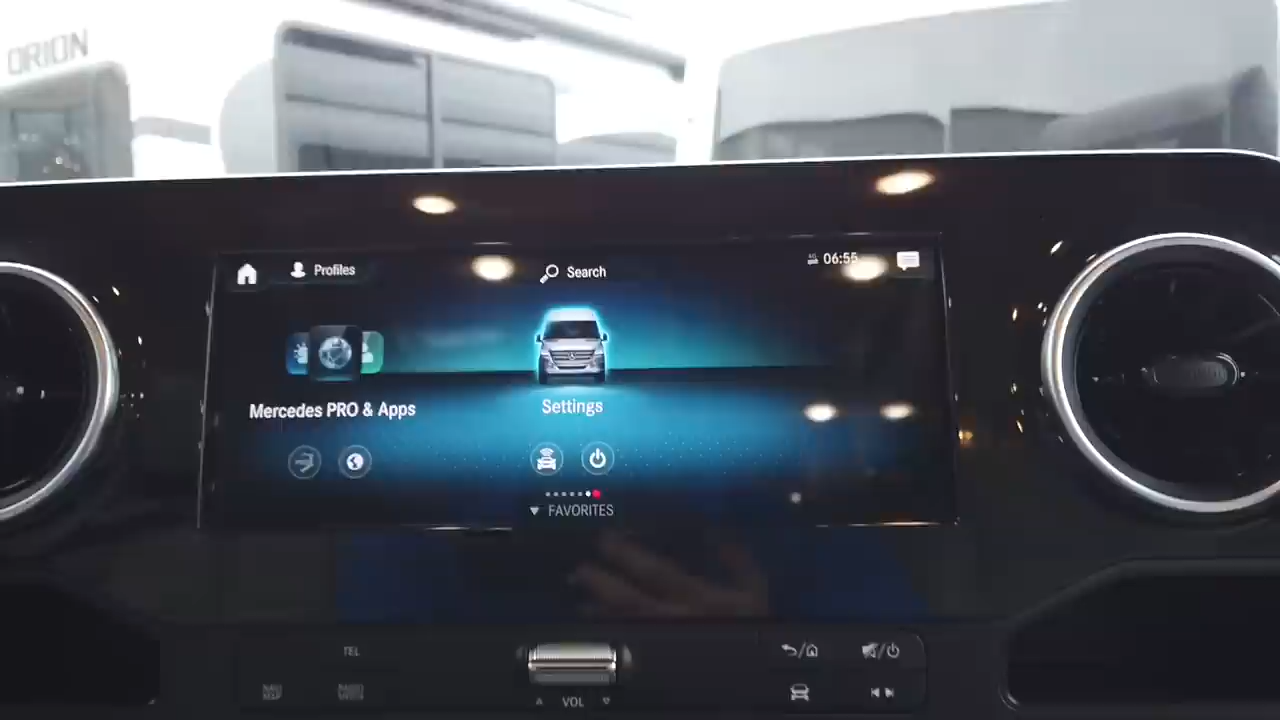 ORION
Profiles
Search
06:55
Mercedes PRO & Apps
Settings
FAVORITES
TEL
VOL